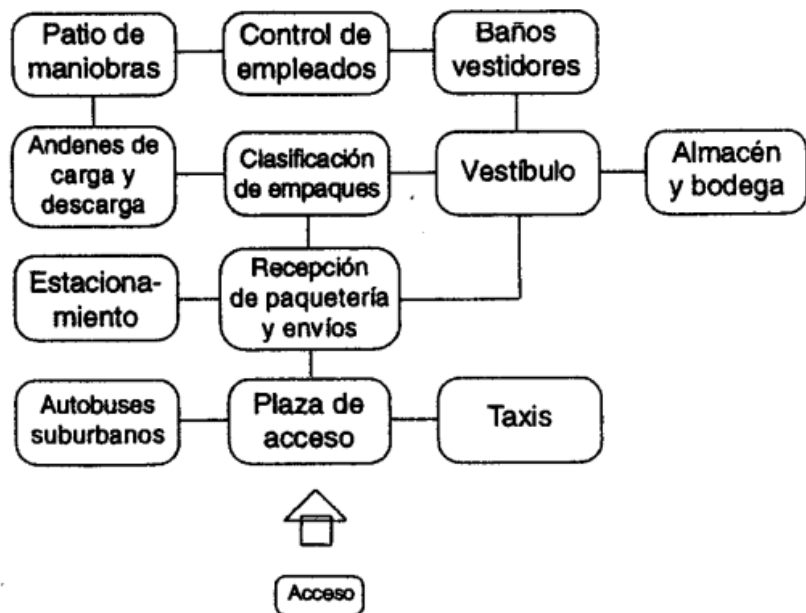 Patio de
maniobras
Control de
empleados
Baños
vestidores
Andenes de
carga y
descarga
Clasificación
de empaques
Vestíbulo
Almacén
y bodega
Estaciona-
miento
Recepción
de paquetería
y envíos
Autobuses
suburbanos
Plaza de
acceso
Taxis
Acceso